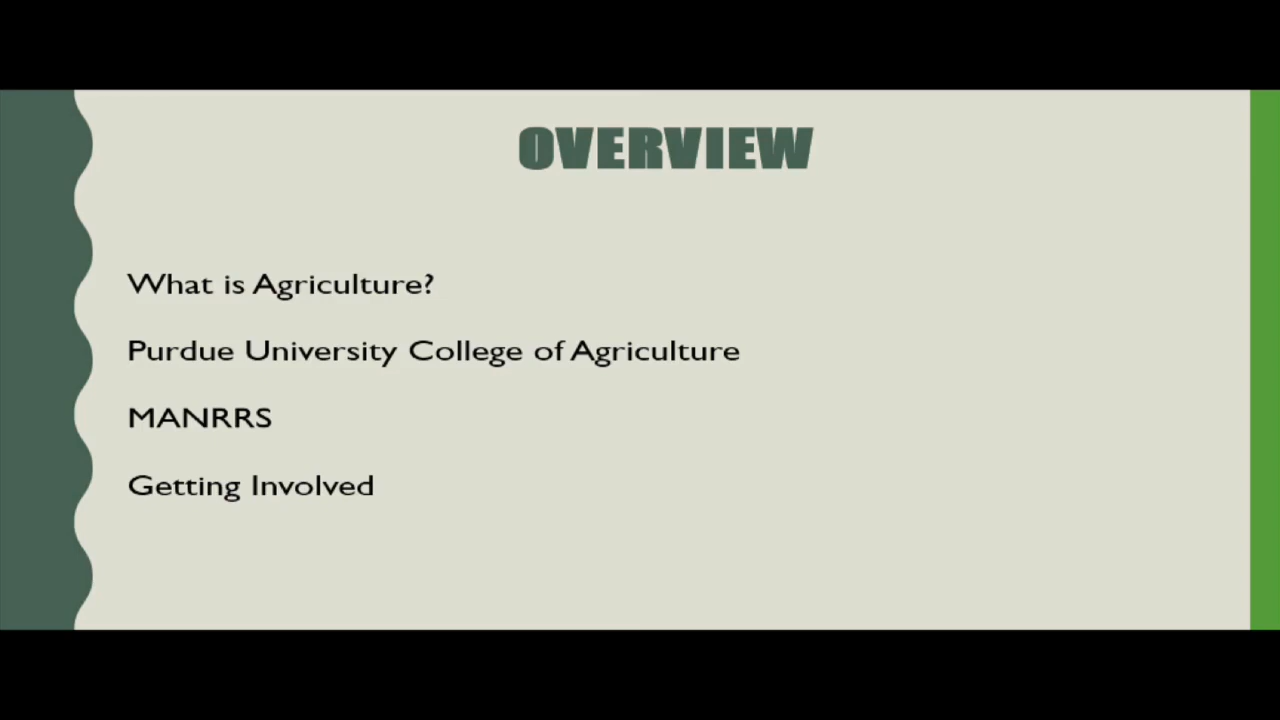 OVERVIEW
What is Agriculture?
Purdue University College of Agriculture
MANRRS
Getting Involved